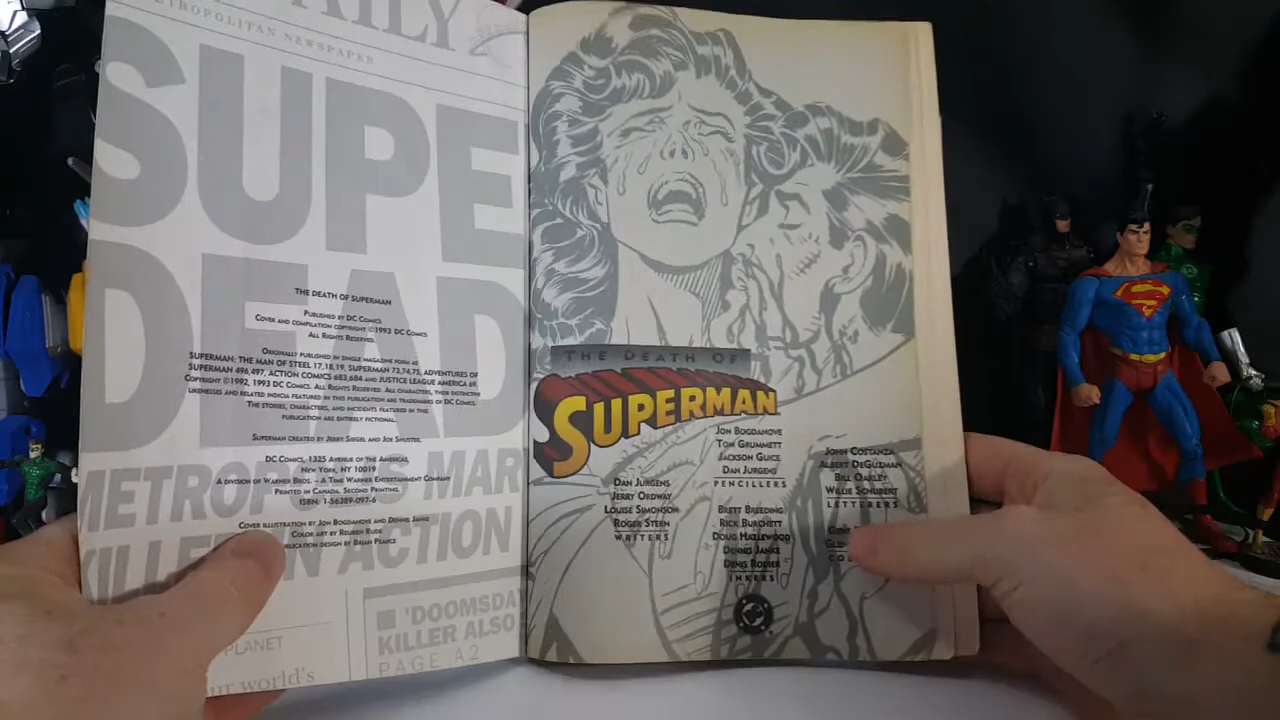 DAILY
METROPOLITAN NEWSPAPER
SUPE
DEAD
THE DEATH OF SUPERMAN
PUBLISHED BY DC COMICS
COVER AND COMPILATION COPYRIGHT ©1993 DC COMICS
ALL RIGHTS RESERVED.
ORIGINALLY PUBLISHED IN SINGLE MAGAZINE FORM AS
SUPERMAN: THE MAN OF STEEL 17,18,19, SUPERMAN 73,74,75, ADVENTURES OF
SUPERMAN 496,497, ACTION COMICS 683,684 AND JUSTICE LEAGUE AMERICA 69.
COPYRIGHT ©1992, 1993 DC COMICS. ALL RIGHTS RESERVED. ALL CHARACTERS, THEIR DISTINCTIVE
LIKENESSES AND RELATED INDICIA FEATURED IN THIS PUBLICATION ARE TRADEMARKS OF DC COMICS.
THE STORIES, CHARACTERS, AND INCIDENTS FEATURED IN THIS
PUBLICATION ARE ENTIRELY FICTIONAL.
SUPERMAN CREATED BY JERRY SIEGEL AND JOE SHUSTER.
DC COMICS, 1325 AVENUE OF THE AMERICAS,
NEW YORK, NY 10019
A DIVISION OF WARNER BROS. – A TIME WARNER ENTERTAINMENT COMPANY
PRINTED IN CANADA. SECOND PRINTING.
ISBN: 1-56389-097-6
COVER ILLUSTRATION BY JON BOGDANOVE AND DENNIS JANKE
COLOR ART BY REUBEN RUDE
PUBLICATION DESIGN BY BRIAN PEARCE
METROPOLIS MAR
KILLED IN ACTION
PLANET
our world's
'DOOMSDA
KILLER ALSO
PAGE A2
THE DEATH OF
SUPERMAN
DAN JURGENS
JERRY ORDWAY
LOUISE SIMONSON
ROGER STERN
WRITERS
JON BOGDANOVE
TOM GRUMMETT
JACKSON GUICE
DAN JURGENS
PENCILLERS
BRETT BREEDING
RICK BURCHETT
DOUG HAZLEWOOD
DENNIS JANKE
DENIS RODIER
INKERS
JOHN COSTANZA
ALBERT DEGUZMAN
BILL OAKLEY
WILLIE SCHUBERT
LETTERERS